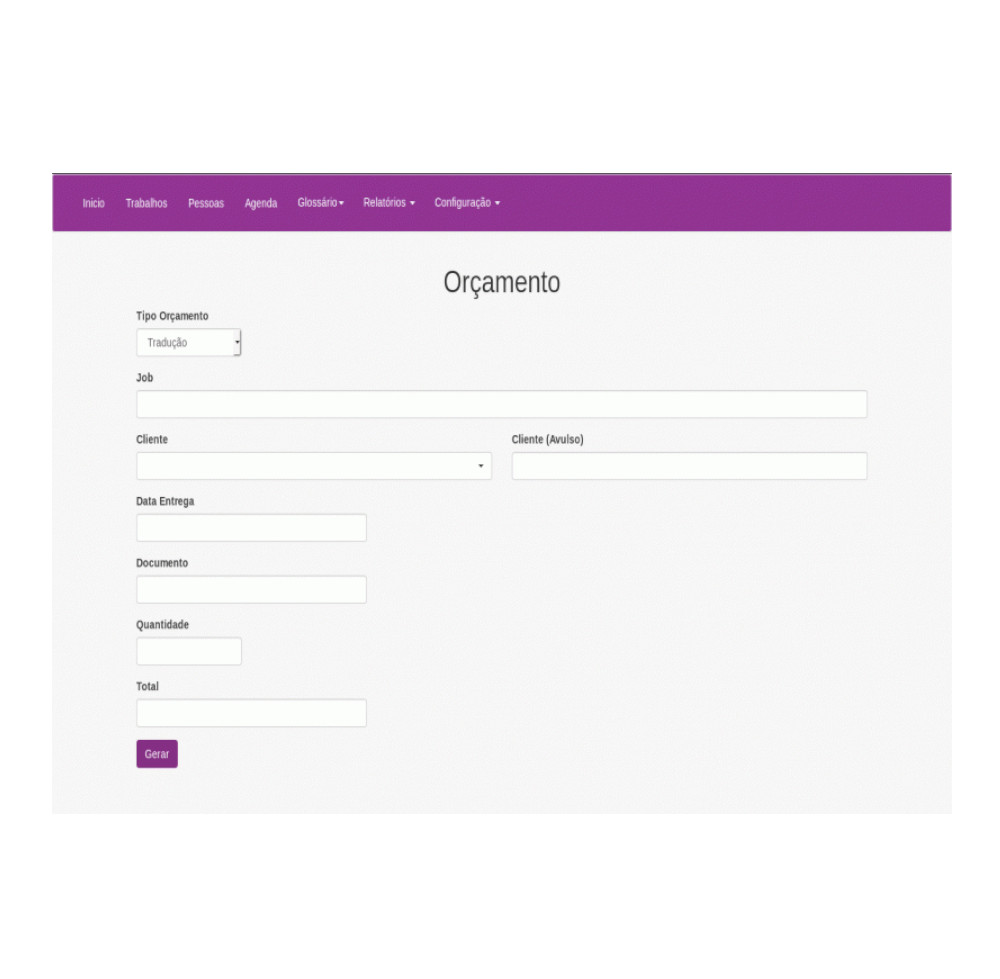 Inicio Trabalhos Pessoas Agenda Glossário Relatórios Configuração
Orçamento
Tipo Orçamento
Tradução
Job
Cliente Cliente (Avulso)
Data Entrega
Documento
Quantidade
Total
Gerar